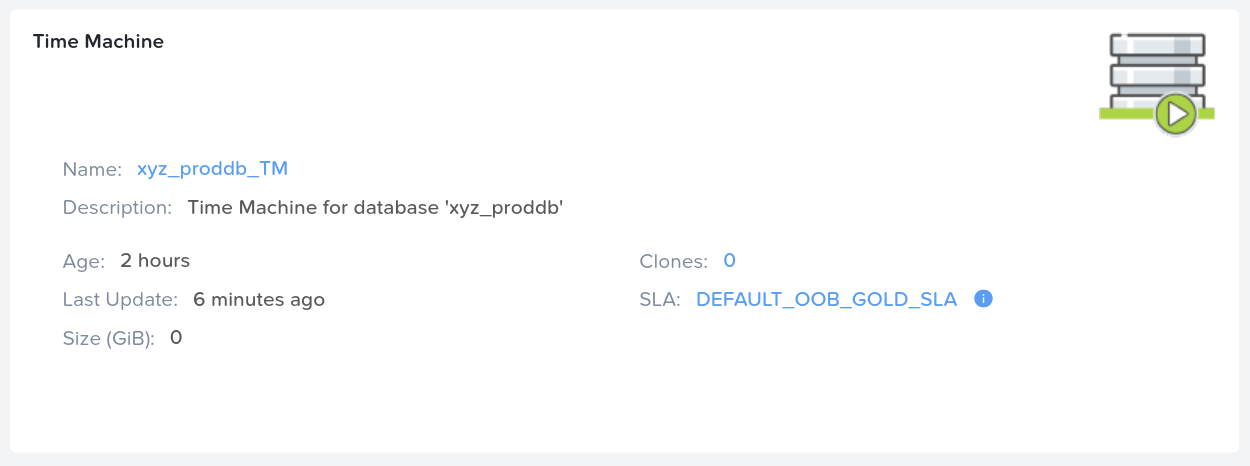 Time Machine
Name: xyz_proddb_TM
Description: Time Machine for database 'xyz_proddb'
Age: 2 hours
Clones: 0
Last Update: 6 minutes ago
SLA: DEFAULT_OOB_GOLD_SLA i
Size (GiB): 0